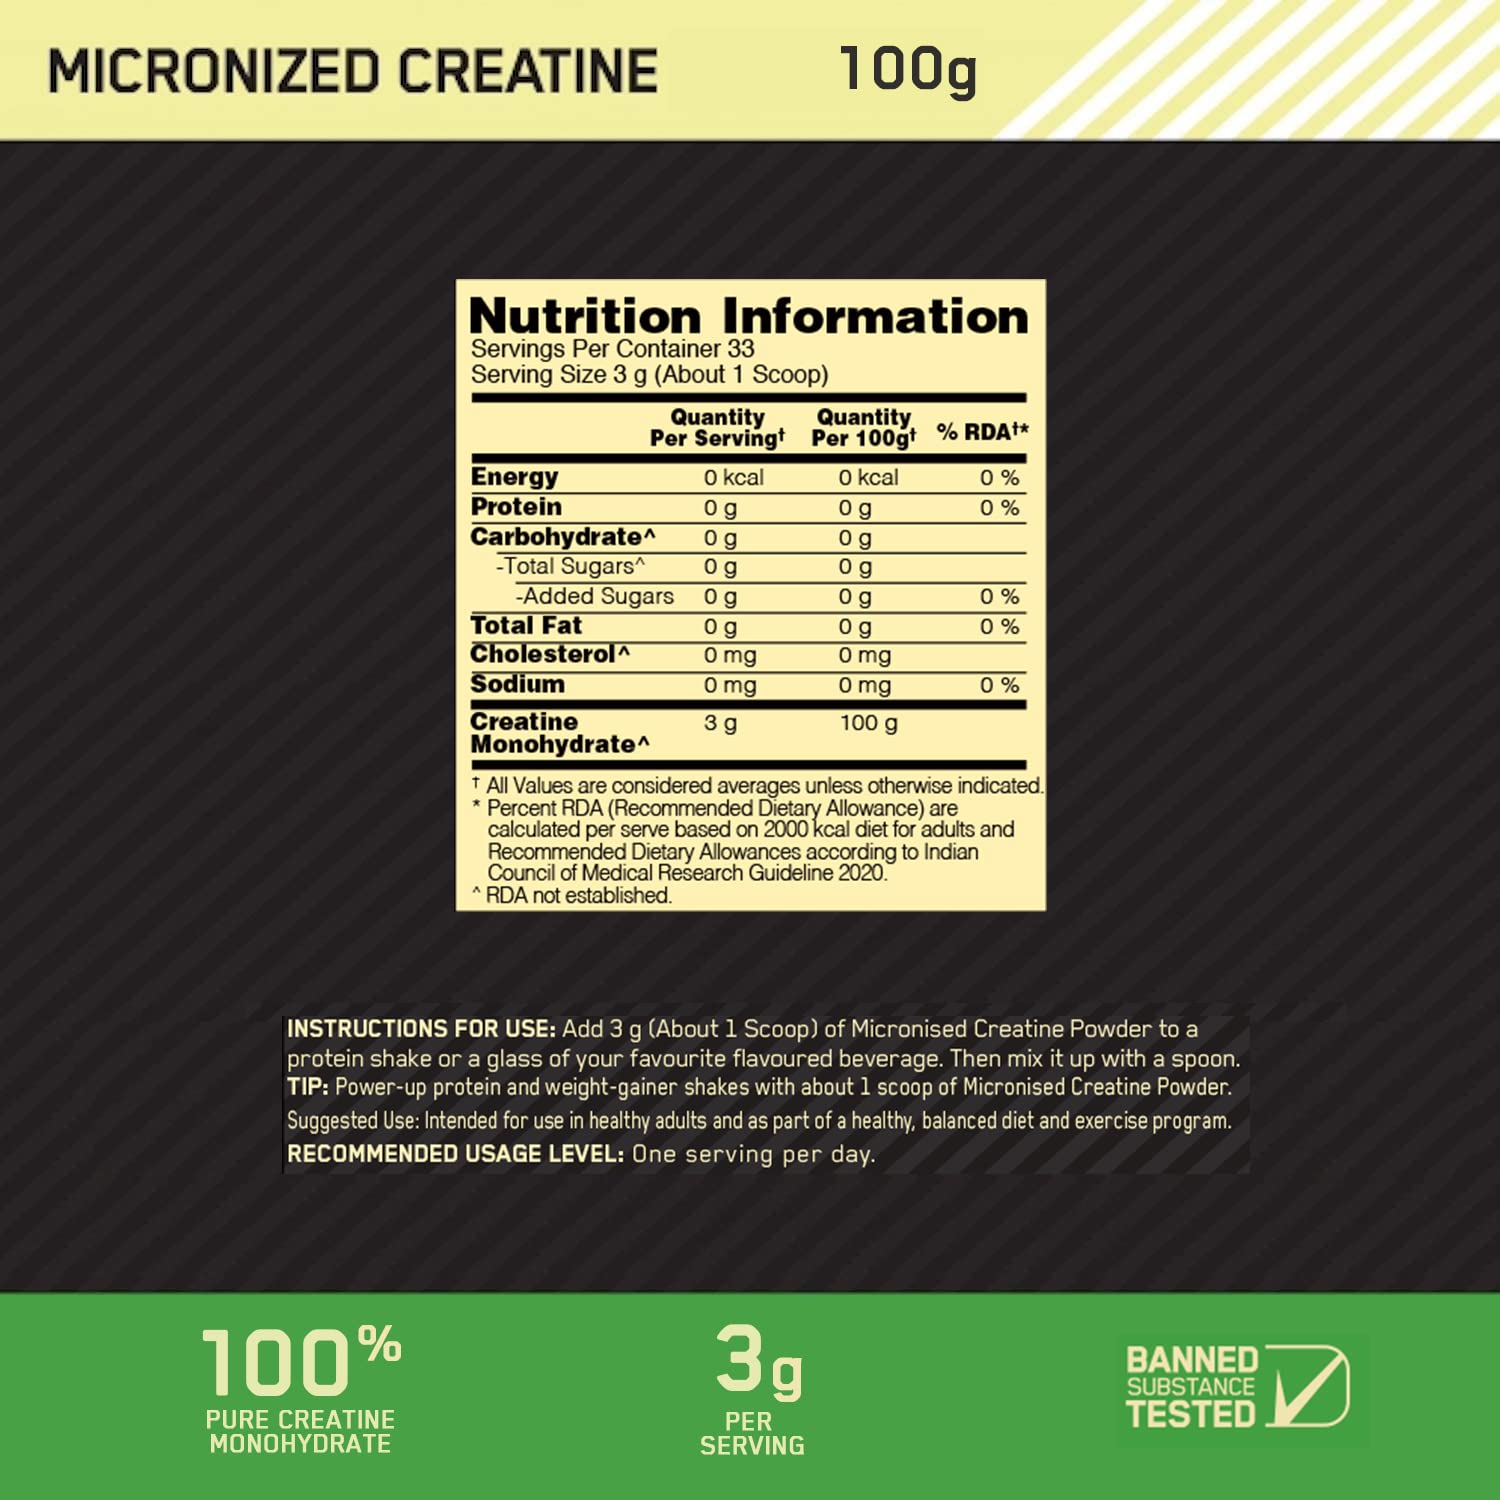 MICRONIZED CREATINE 100g
Nutrition Information
Servings Per Container 33
Serving Size 3 g (About 1 Scoop)
Quantity Per Serving† Quantity Per 100g† % RDA†*
Energy 0 kcal 0 kcal 0 %
Protein 0 g 0 g 0 %
Carbohydrate^ 0 g 0 g
-Total Sugars^ 0 g 0 g
-Added Sugars 0 g 0 g 0 %
Total Fat 0 g 0 g 0 %
Cholesterol^ 0 mg 0 mg
Sodium 0 mg 0 mg 0 %
Creatine 3 g 100 g
Monohydrate^
† All Values are considered averages unless otherwise indicated.
* Percent RDA (Recommended Dietary Allowance) are
calculated per serve based on 2000 kcal diet for adults and
Recommended Dietary Allowances according to Indian
Council of Medical Research Guideline 2020.
^ RDA not established.
INSTRUCTIONS FOR USE: Add 3 g (About 1 Scoop) of Micronised Creatine Powder to a
protein shake or a glass of your favourite flavoured beverage. Then mix it up with a spoon.
TIP: Power-up protein and weight-gainer shakes with about 1 scoop of Micronised Creatine Powder.
Suggested Use: Intended for use in healthy adults and as part of a healthy, balanced diet and exercise program.
RECOMMENDED USAGE LEVEL: One serving per day.
100%
PURE CREATINE
MONOHYDRATE
3g
PER
SERVING
BANNED
SUBSTANCE
TESTED